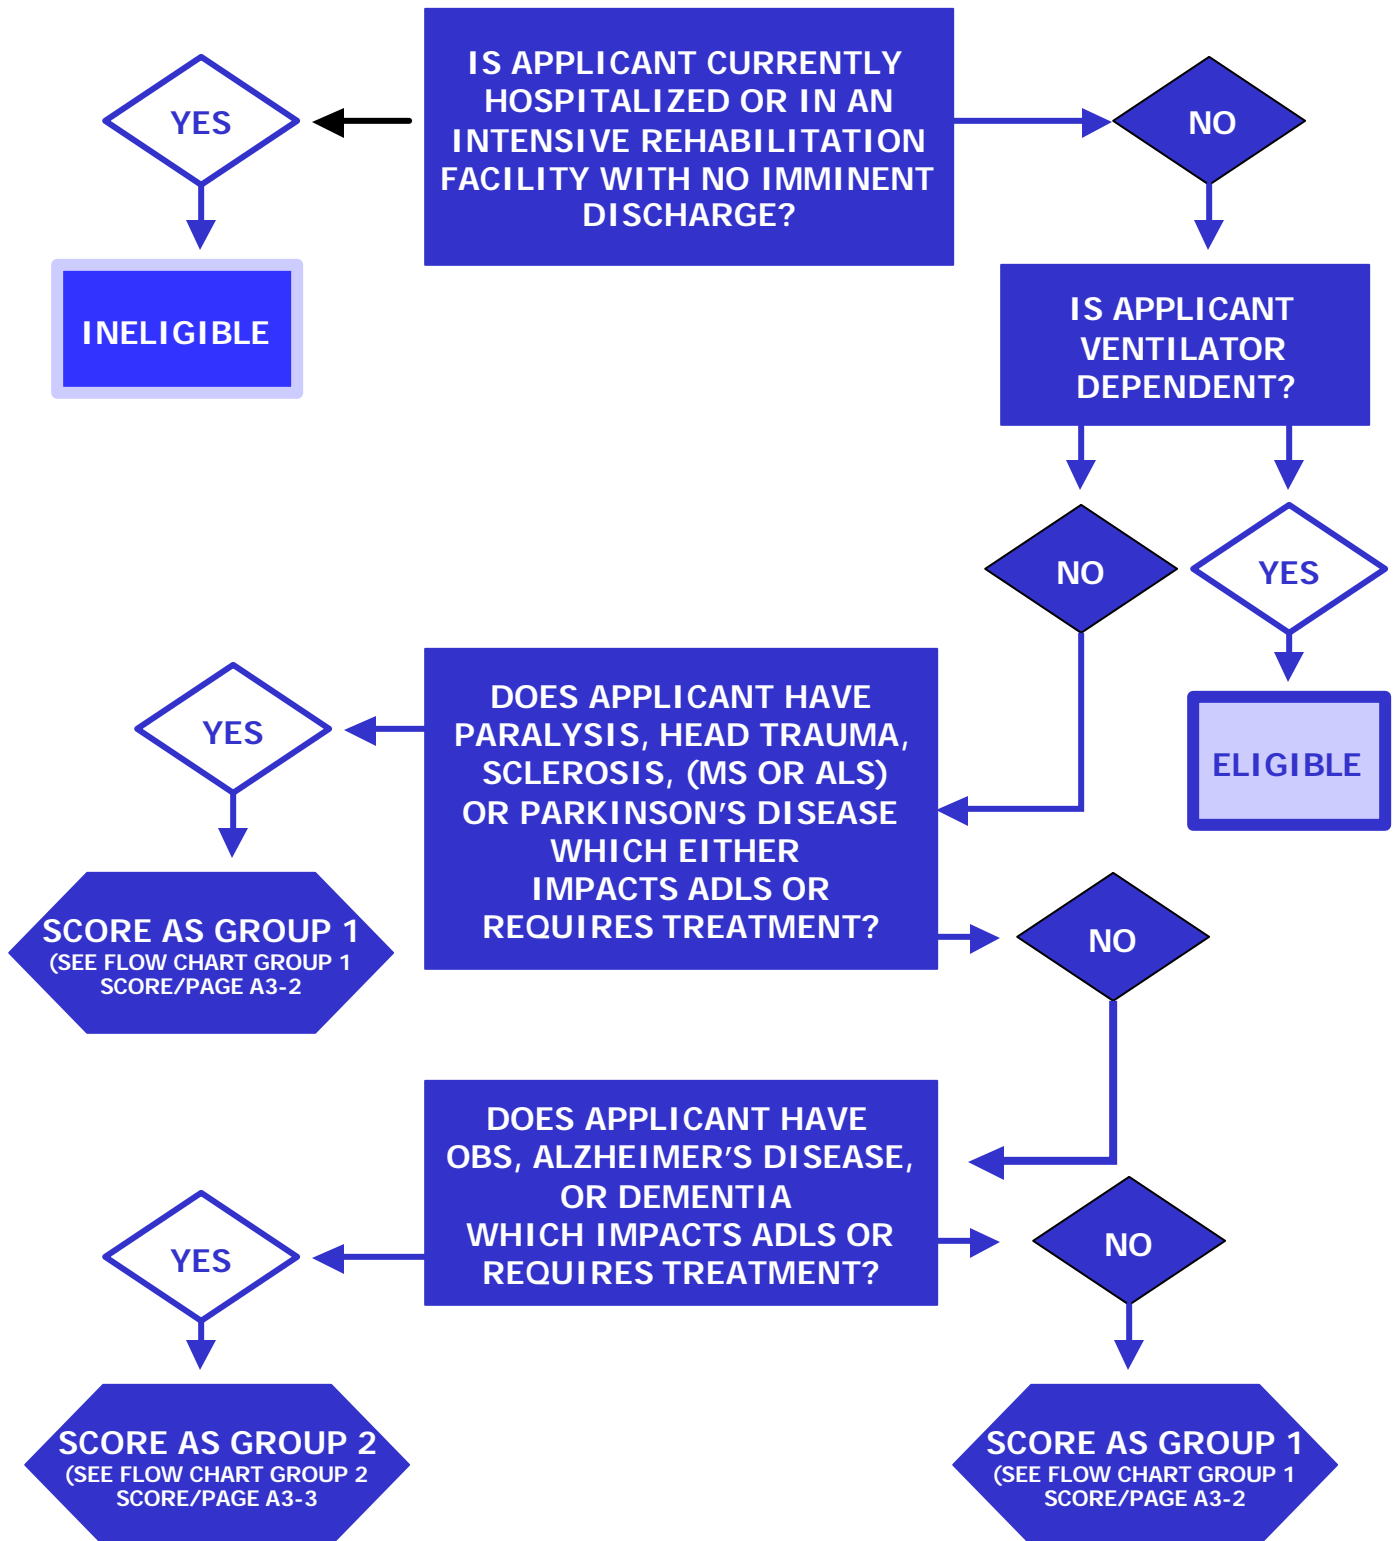 IS APPLICANT CURRENTLY
HOSPITALIZED OR IN AN
INTENSIVE REHABILITATION
FACILITY WITH NO IMMINENT
DISCHARGE?
YES
NO
INELIGIBLE
IS APPLICANT
VENTILATOR
DEPENDENT?
NO
YES
ELIGIBLE
DOES APPLICANT HAVE
PARALYSIS, HEAD TRAUMA,
SCLEROSIS, (MS OR ALS)
OR PARKINSON'S DISEASE
WHICH EITHER
IMPACTS ADLS OR
REQUIRES TREATMENT?
YES
SCORE AS GROUP 1
(SEE FLOW CHART GROUP 1
SCORE/PAGE A3-2
NO
DOES APPLICANT HAVE
OBS, ALZHEIMER'S DISEASE,
OR DEMENTIA
WHICH IMPACTS ADLS OR
REQUIRES TREATMENT?
YES
NO
SCORE AS GROUP 2
(SEE FLOW CHART GROUP 2
SCORE/PAGE A3-3
SCORE AS GROUP 1
(SEE FLOW CHART GROUP 1
SCORE/PAGE A3-2